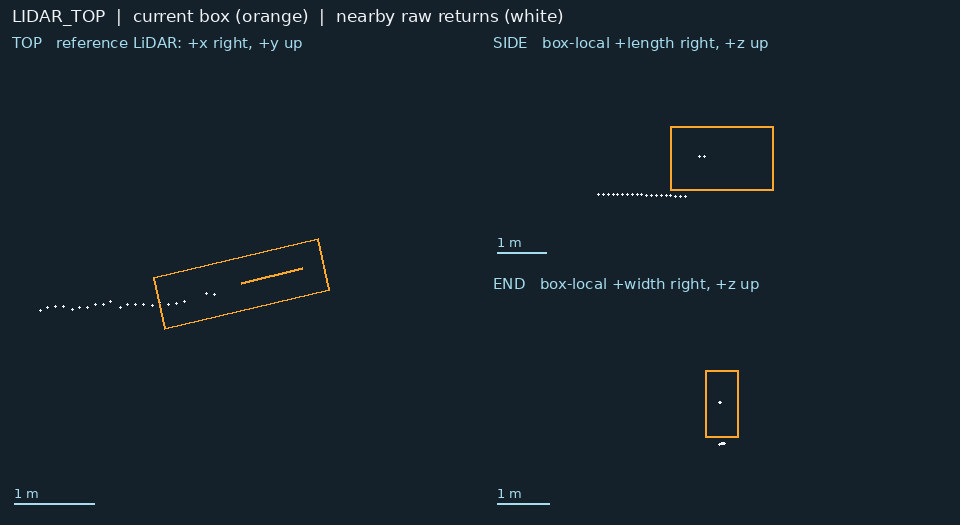 LIDAR_TOP | current box (orange) | nearby raw returns (white)
TOP reference LiDAR: +x right, +y up
SIDE box-local +length right, +z up
1 m
END box-local +width right, +z up
1 m
1 m